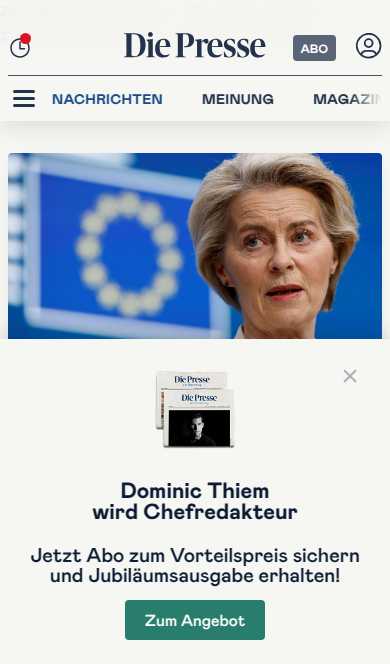 Die Presse
ABO
NACHRICHTEN MEINUNG MAGAZIN
Die Presse
Die Presse
Dominic Thiem
wird Chefredakteur
Jetzt Abo zum Vorteilspreis sichern
und Jubiläumsausgabe erhalten!
Zum Angebot